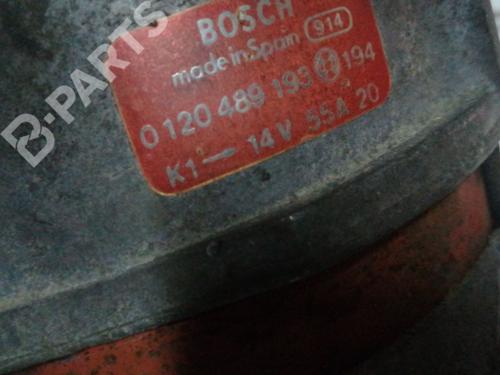 BOSCH
made in Spain 914
0 120 489 193 194
K1 14V 55A 20
B-PARTS